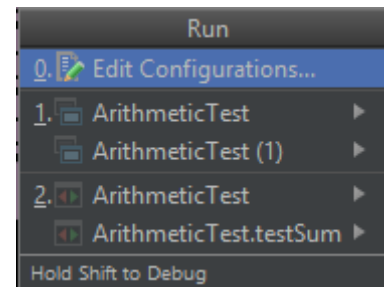 Run
0. Edit Configurations...
1. ArithmeticTest
ArithmeticTest (1)
2. ArithmeticTest
ArithmeticTest.testSum
Hold Shift to Debug